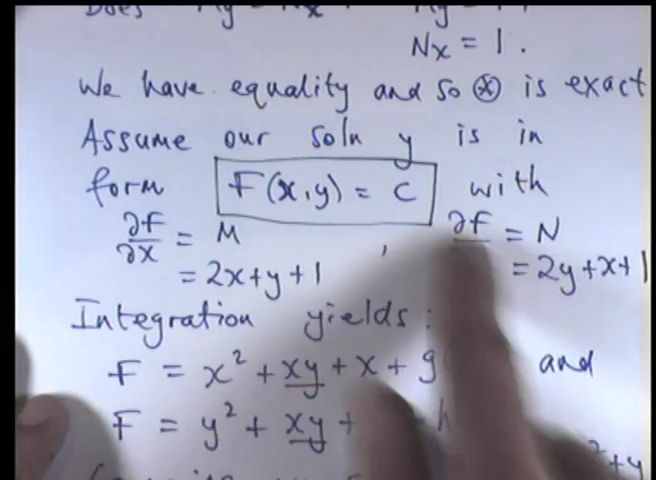 Nx = 1.
We have equality and so ⊛ is exact
Assume our soln y is in
form F(x,y) = c with
∂f/∂x = M , ∂f = N
= 2x+y+1 = 2y+x+1
Integration yields:
F = x² + xy + x + g and
F = y² + xy +